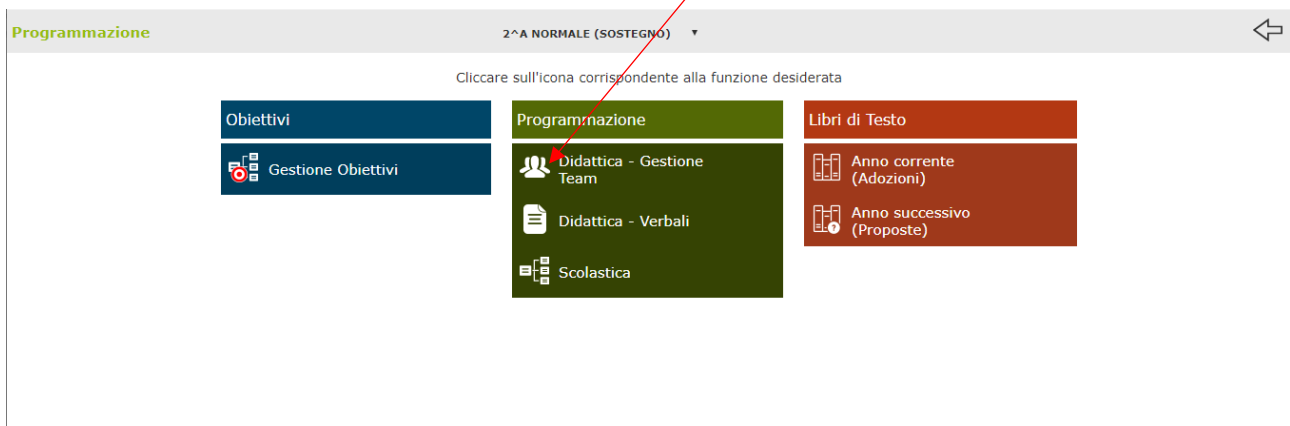 Programmazione
2^A NORMALE (SOSTEGNO)
Cliccare sull'icona corrispondente alla funzione desiderata
Obiettivi
Gestione Obiettivi
Programmazione
Didattica - Gestione
Team
Didattica - Verbali
Scolastica
Libri di Testo
Anno corrente
(Adozioni)
Anno successivo
(Proposte)